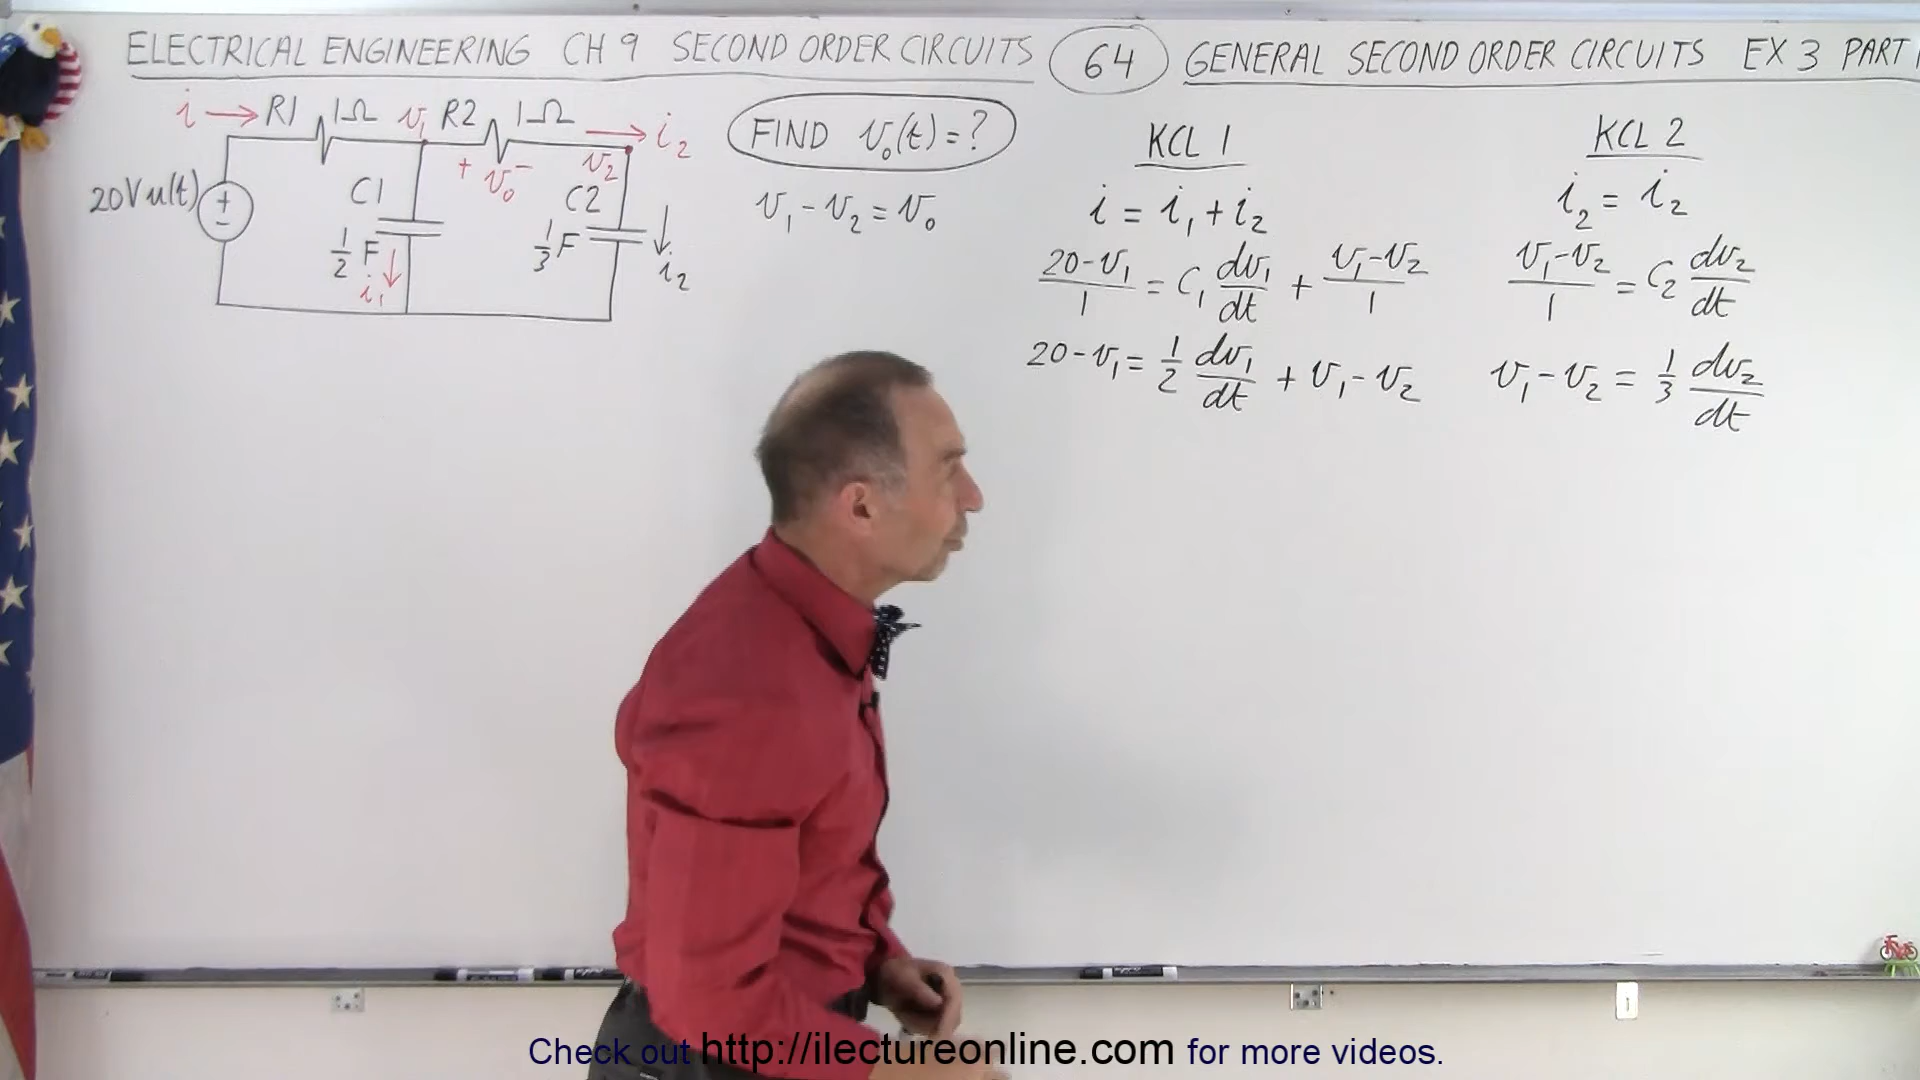 ELECTRICAL ENGINEERING CH 9 SECOND ORDER CIRCUITS 64 GENERAL SECOND ORDER CIRCUITS EX 3 PART
i → R1 1Ω v₁ R2 1Ω → i₂
+ v₀ − v₂
20V u(t) + −
C1 C2
1/2 F 1/3 F
i₁ i₂
FIND v₀(t) = ?
v₁ - v₂ = v₀
KCL 1
i = i₁ + i₂
20-v₁/1 = C₁ dv₁/dt + v₁-v₂/1
20 - v₁ = 1/2 dv₁/dt + v₁ - v₂
KCL 2
i₂ = i₂
v₁-v₂/1 = C₂ dv₂/dt
v₁ - v₂ = 1/3 dv₂/dt
Check out http://ilectureonline.com for more videos.